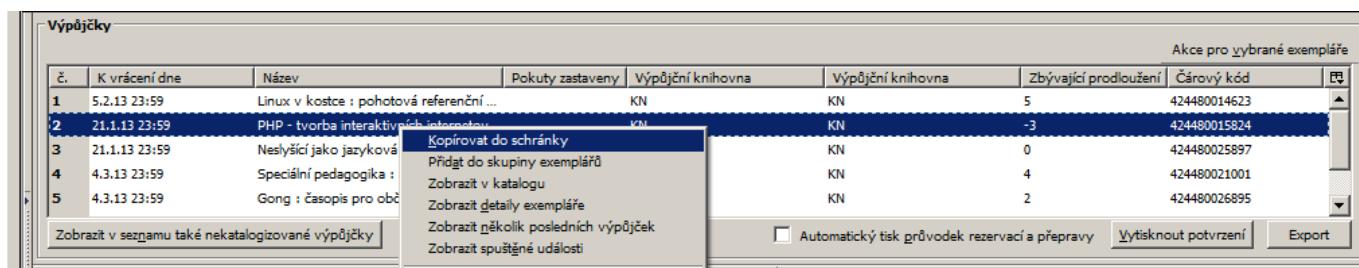 Výpůjčky
Akce pro vybrané exempláře
č. K vrácení dne Název Pokuty zastaveny Výpůjční knihovna Výpůjční knihovna Zbývající prodloužení Čárový kód
1 5.2.13 23:59 Linux v kostce : pohotová referenční ... KN KN 5 424480014623
2 21.1.13 23:59 PHP - tvorba interaktivních internetov KN KN -3 424480015824
Kopírovat do schránky
3 21.1.13 23:59 Neslyšící jako jazyková KN 0 424480025897
Přidat do skupiny exemplářů
4 4.3.13 23:59 Speciální pedagogika : KN 4 424480021001
Zobrazit v katalogu
5 4.3.13 23:59 Gong : časopis pro obč KN 2 424480026895
Zobrazit detaily exempláře
Zobrazit několik posledních výpůjček
Zobrazit spuštěné události
Zobrazit v seznamu také nekatalogizované výpůjčky Automatický tisk průvodek rezervací a přepravy Vytisknout potvrzení Export